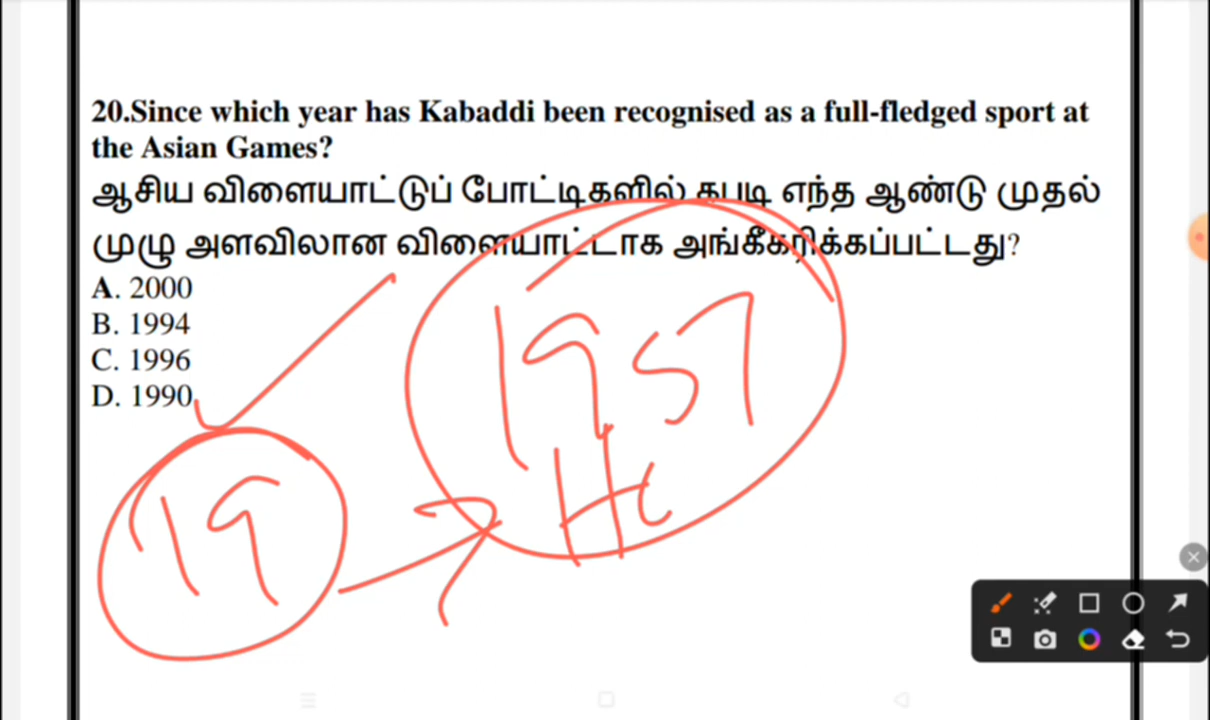 20.Since which year has Kabaddi been recognised as a full-fledged sport at
the Asian Games?
ஆசிய விளையாட்டுப் போட்டிகளில் கபடி எந்த ஆண்டு முதல்
முழு அளவிலான விளையாட்டாக அங்கீகரிக்கப்பட்டது?
A. 2000
B. 1994
C. 1996
D. 1990
1957
HC
19